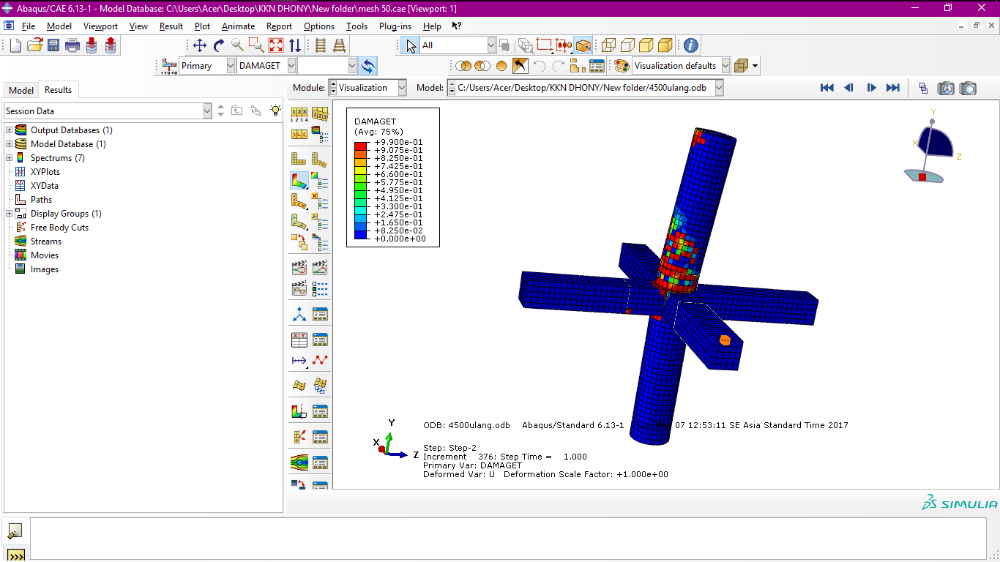 Abaqus/CAE 6.13-1 - Model Database: C:\Users\Acer\Desktop\KKN DHONY\New folder\mesh 50.cae [Viewport: 1]
File Model Viewport View Result Plot Animate Report Options Tools Plug-ins Help
All
Primary DAMAGET Visualization defaults
Model Results
Module: Visualization Model: C:/Users/Acer/Desktop/KKN DHONY/New folder/4500ulang.odb
Session Data
Output Databases (1)
Model Database (1)
Spectrums (7)
XYPlots
XYData
Paths
Display Groups (1)
Free Body Cuts
Streams
Movies
Images
DAMAGET
(Avg: 75%)
+9.900e-01
+9.075e-01
+8.250e-01
+7.425e-01
+6.600e-01
+5.775e-01
+4.950e-01
+4.125e-01
+3.300e-01
+2.475e-01
+1.650e-01
+8.250e-02
+0.000e+00
Y
X
Z
Y
X
Z
ODB: 4500ulang.odb Abaqus/Standard 6.13-1 07 12:53:11 SE Asia Standard Time 2017
Step: Step-2
Increment 376: Step Time = 1.000
Primary Var: DAMAGET
Deformed Var: U Deformation Scale Factor: +1.000e+00
SIMULIA
>>>